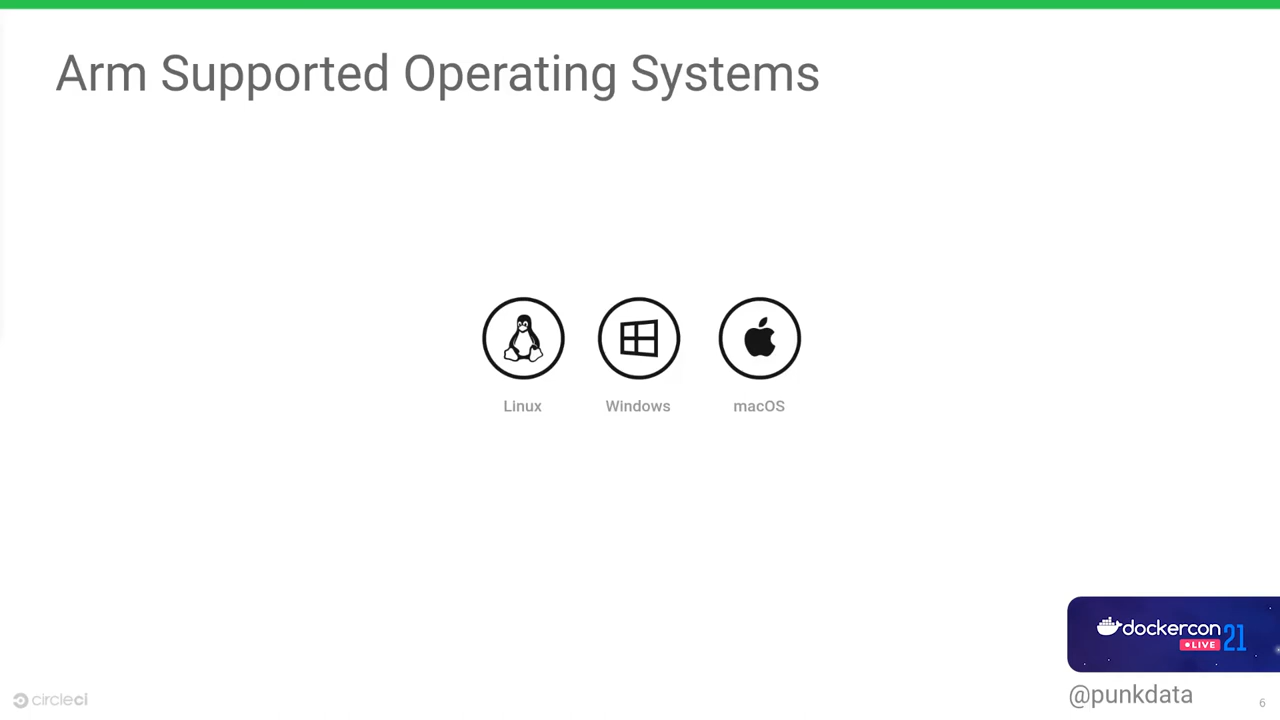 Arm Supported Operating Systems
Linux Windows macOS
dockercon
LIVE 21
@punkdata
circleci
6